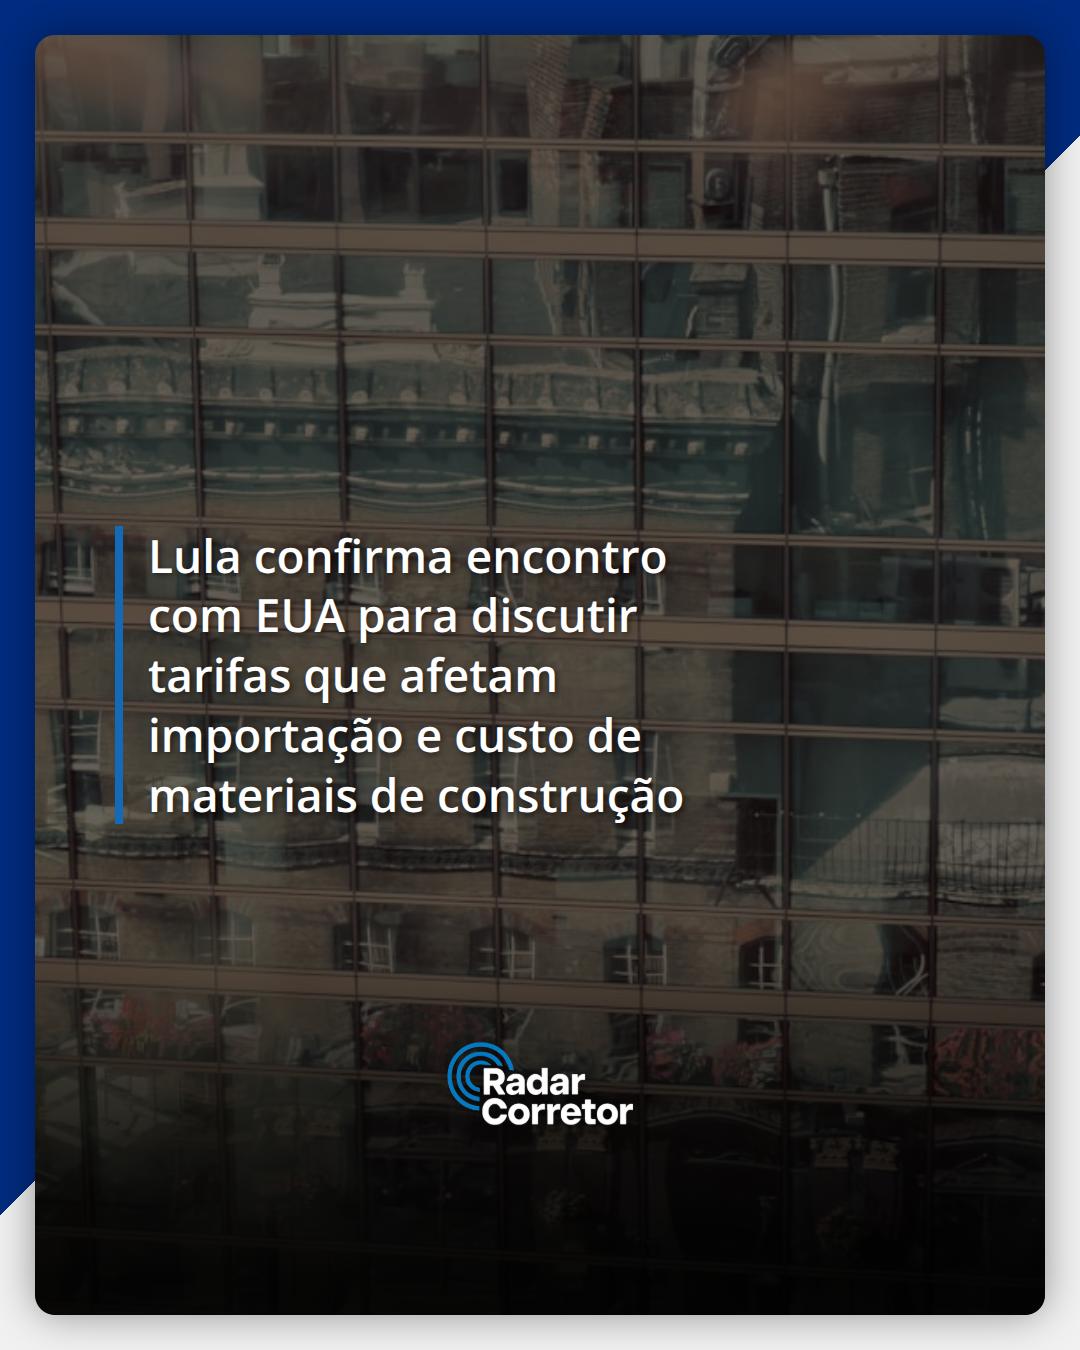 Lula confirma encontro
com EUA para discutir
tarifas que afetam
importação e custo de
materiais de construção
Radar
Corretor